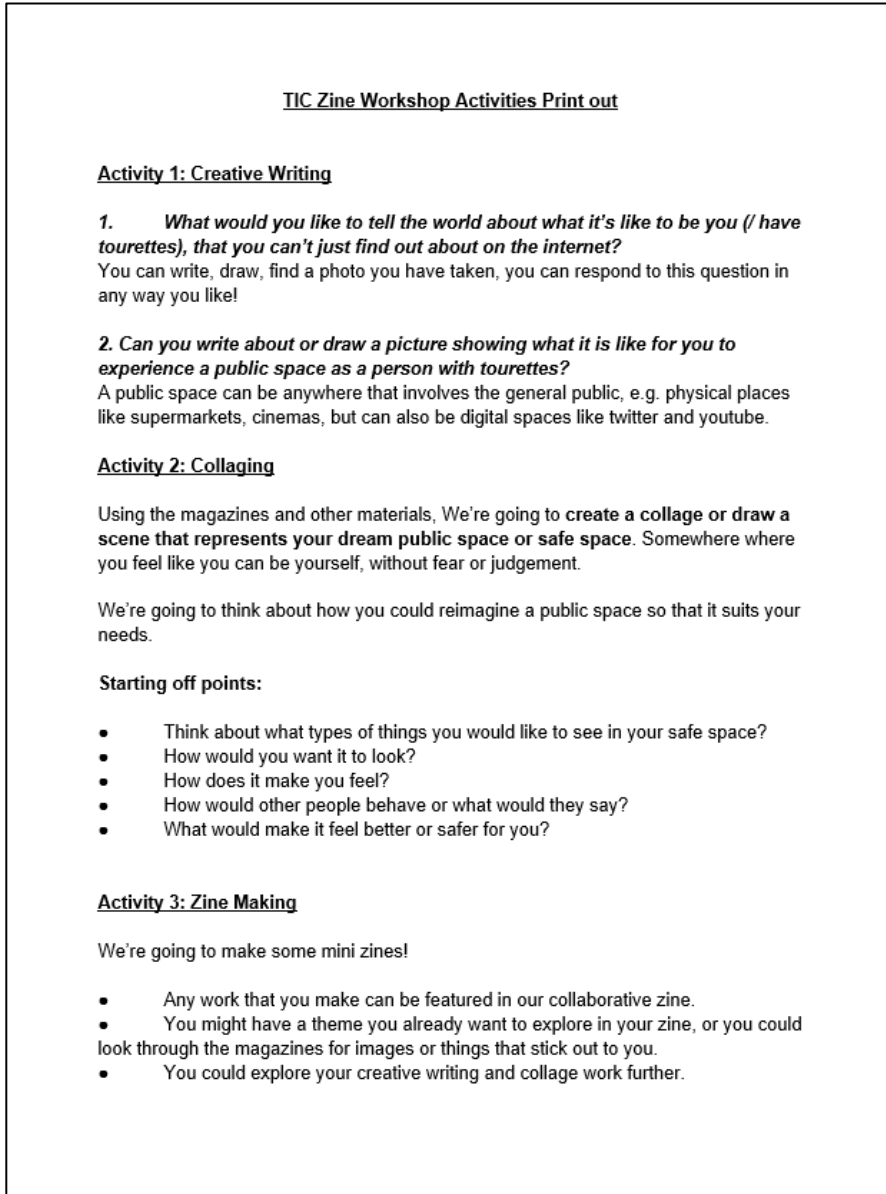 TIC Zine Workshop Activities Print out
Activity 1: Creative Writing
1. What would you like to tell the world about what it's like to be you (/ have
tourettes), that you can't just find out about on the internet?
You can write, draw, find a photo you have taken, you can respond to this question in
any way you like!
2. Can you write about or draw a picture showing what it is like for you to
experience a public space as a person with tourettes?
A public space can be anywhere that involves the general public, e.g. physical places
like supermarkets, cinemas, but can also be digital spaces like twitter and youtube.
Activity 2: Collaging
Using the magazines and other materials, We're going to create a collage or draw a
scene that represents your dream public space or safe space. Somewhere where
you feel like you can be yourself, without fear or judgement.
We're going to think about how you could reimagine a public space so that it suits your
needs.
Starting off points:
● Think about what types of things you would like to see in your safe space?
● How would you want it to look?
● How does it make you feel?
● How would other people behave or what would they say?
● What would make it feel better or safer for you?
Activity 3: Zine Making
We're going to make some mini zines!
● Any work that you make can be featured in our collaborative zine.
● You might have a theme you already want to explore in your zine, or you could
look through the magazines for images or things that stick out to you.
● You could explore your creative writing and collage work further.